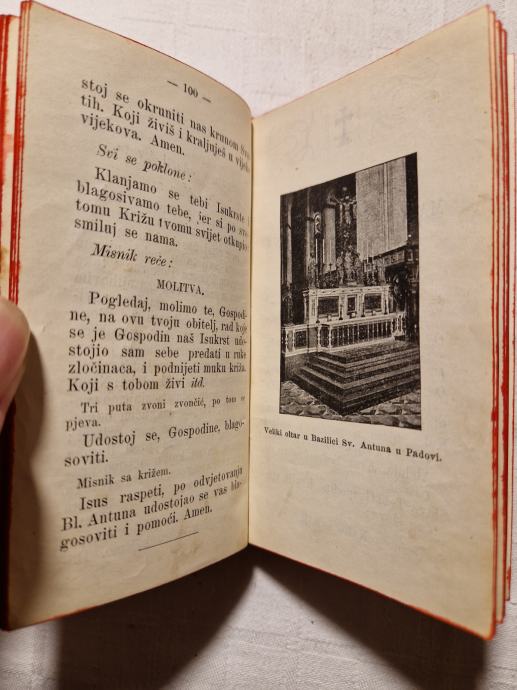 — 100 —
stoj se okruniti nas krunom
tih. Koji živiš i kraljuješ u
vijekova. Amen.
Svi se poklone:
Klanjamo se tebi Isukrste i
blagosivamo tebe, jer si po
tomu Križu tvomu svijet otkupio
smiluj se nama.
Misnik reče:
MOLITVA.
Pogledaj, molimo te, Gospodi-
ne, na ovu tvoju obitelj, rad koje
se je Gospodin naš Isukrst udo-
stojio sam sebe predati u ruke
zločinaca, i podnijeti muku križa.
Koji s tobom živi itd.
Tri puta zvoni zvončić, po tom se
pjeva.
Udostoj se, Gospodine, blago-
soviti.
Misnik sa križem.
Isus raspeti, po odvjetovanju
Bl. Antuna udostojao se vas bla-
gosoviti i pomoći. Amen.
Veliki oltar u Bazilici Sv. Antuna u Padovi.